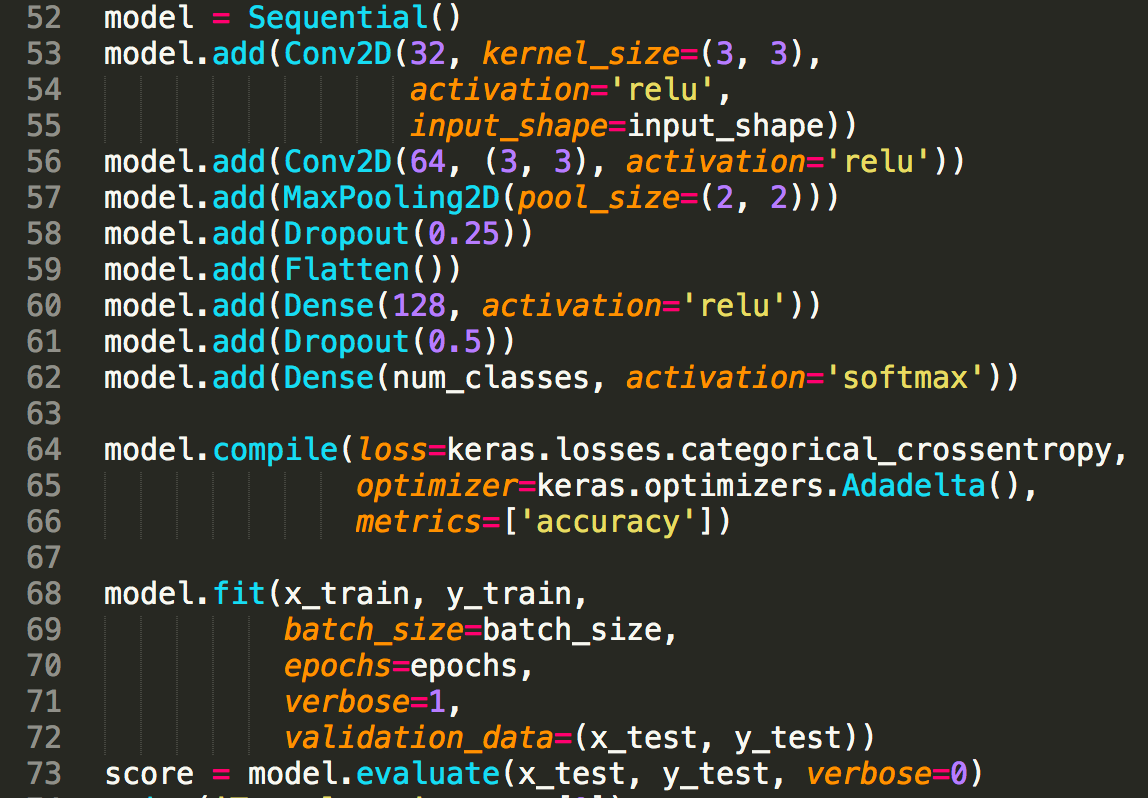 52 model = Sequential()
53 model.add(Conv2D(32, kernel_size=(3, 3),
54 activation='relu',
55 input_shape=input_shape))
56 model.add(Conv2D(64, (3, 3), activation='relu'))
57 model.add(MaxPooling2D(pool_size=(2, 2)))
58 model.add(Dropout(0.25))
59 model.add(Flatten())
60 model.add(Dense(128, activation='relu'))
61 model.add(Dropout(0.5))
62 model.add(Dense(num_classes, activation='softmax'))
63
64 model.compile(loss=keras.losses.categorical_crossentropy,
65 optimizer=keras.optimizers.Adadelta(),
66 metrics=['accuracy'])
67
68 model.fit(x_train, y_train,
69 batch_size=batch_size,
70 epochs=epochs,
71 verbose=1,
72 validation_data=(x_test, y_test))
73 score = model.evaluate(x_test, y_test, verbose=0)